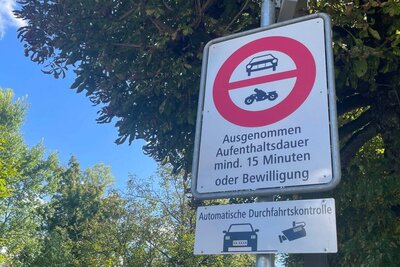 Ausgenommen
Aufenthaltsdauer
mind. 15 Minuten
oder Bewilligung
Automatische Durchfahrtskontrolle